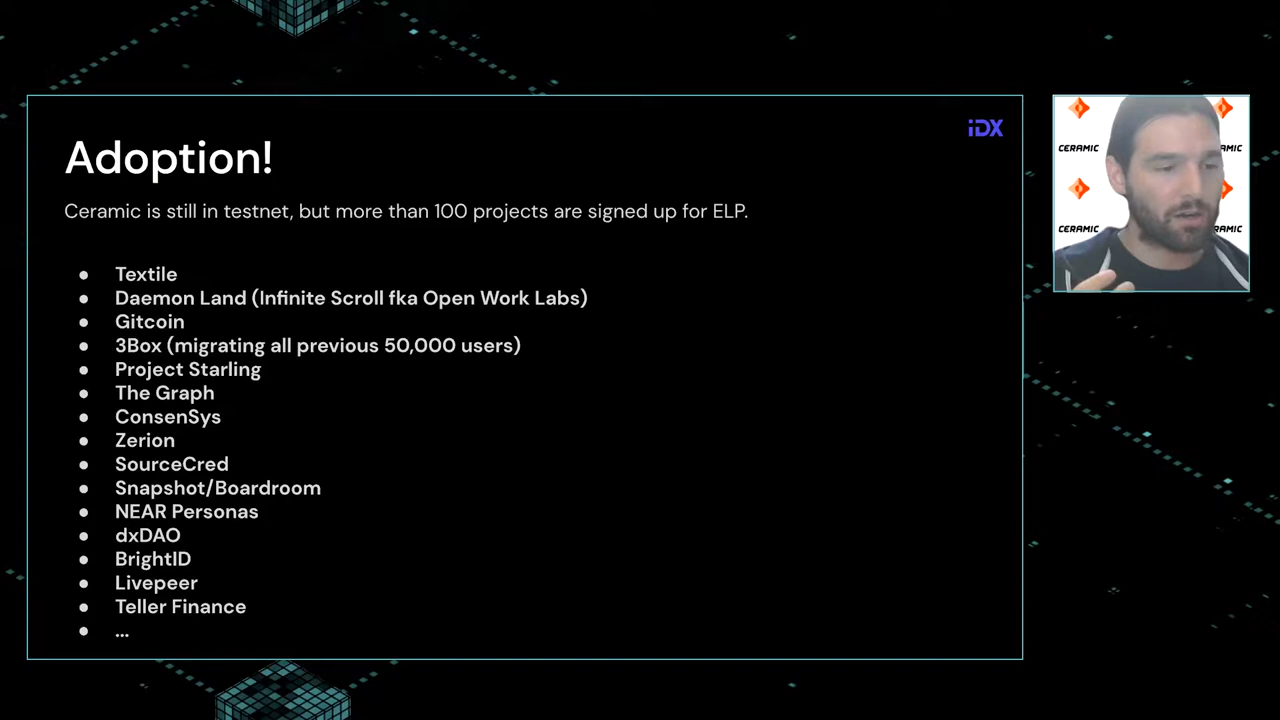 iDX
Adoption!
Ceramic is still in testnet, but more than 100 projects are signed up for ELP.
● Textile
● Daemon Land (Infinite Scroll fka Open Work Labs)
● Gitcoin
● 3Box (migrating all previous 50,000 users)
● Project Starling
● The Graph
● ConsenSys
● Zerion
● SourceCred
● Snapshot/Boardroom
● NEAR Personas
● dxDAO
● BrightID
● Livepeer
● Teller Finance
● ...
CERAMIC
RAMIC
CERAMIC
RAMIC